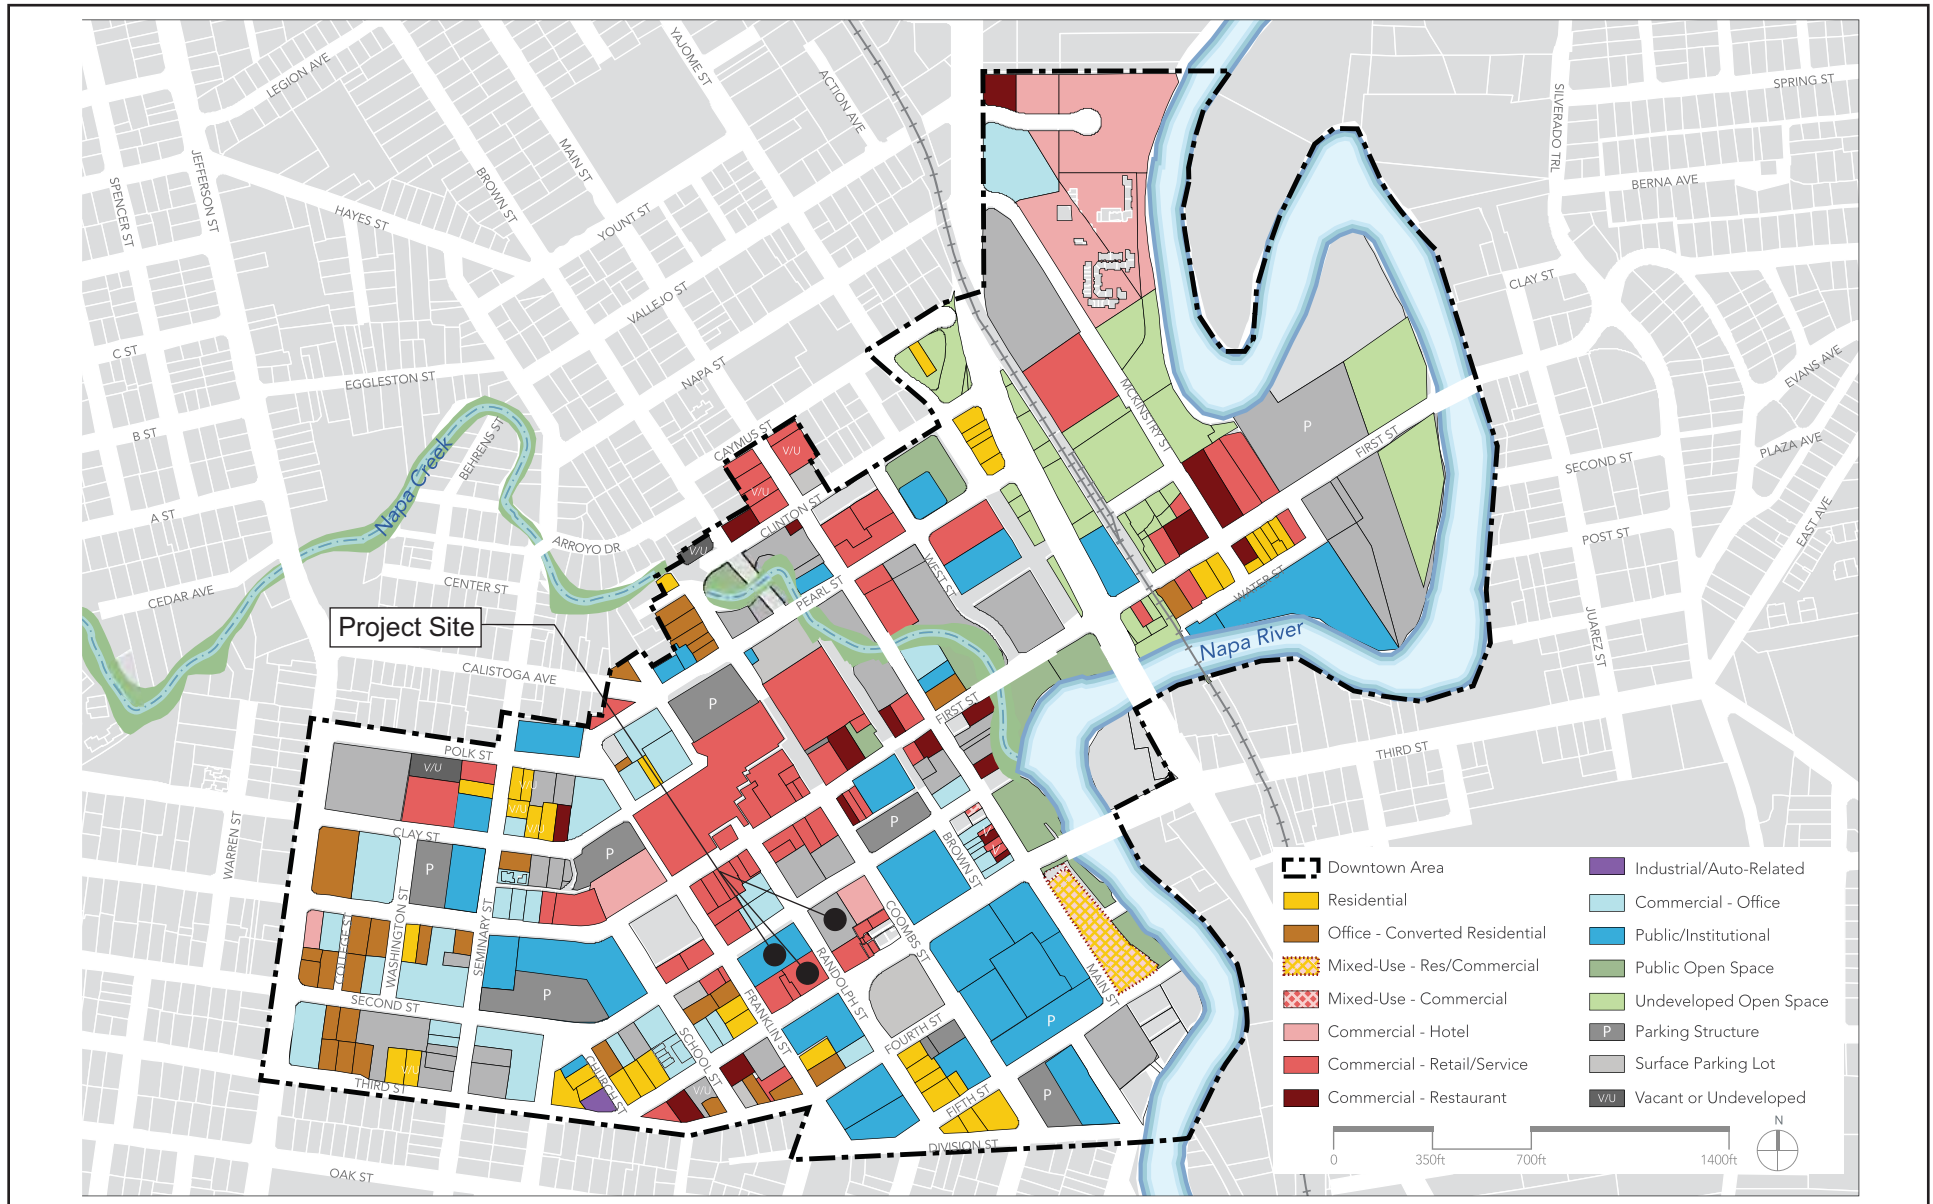 LEGION AVE
YAJOME ST
ACTION AVE
SPRING ST
SILVERADO TRL
MAIN ST
BROWN ST
JEFFERSON ST
SPENCER ST
HAYES ST
YOUNT ST
BERNA AVE
VALLEJO ST
CLAY ST
C ST
EGGLESTON ST
NAPA ST
EVANS AVE
MCKINSTRY ST
B ST
BEHRENS ST
CAYMUS ST
V/U
P
FIRST ST
PLAZA AVE
SECOND ST
Napa Creek
V/U
CLINTON ST
A ST
ARROYO DR
V/U
WEST ST
POST ST
EAST AVE
CENTER ST
CEDAR AVE
PEARL ST
WATER ST
JUAREZ ST
Project Site
Napa River
CALISTOGA AVE
P
FIRST ST
THIRD ST
POLK ST
V/U
V/U
V/U
V/U
CLAY ST
WARREN ST
P
P
P
BROWN ST
V
V
COLLEGE ST
WASHINGTON ST
SEMINARY ST
COOMBS ST
RANDOLPH ST
MAIN ST
SECOND ST
P
FRANKLIN ST
P
FOURTH ST
SCHOOL ST
CHURCH ST
V/U
V/U
THIRD ST
FIFTH ST
P
DIVISION ST
OAK ST
Downtown Area
Residential
Office - Converted Residential
Mixed-Use - Res/Commercial
Mixed-Use - Commercial
Commercial - Hotel
Commercial - Retail/Service
Commercial - Restaurant
Industrial/Auto-Related
Commercial - Office
Public/Institutional
Public Open Space
Undeveloped Open Space
P Parking Structure
Surface Parking Lot
V/U Vacant or Undeveloped
0 350ft 700ft 1400ft
N